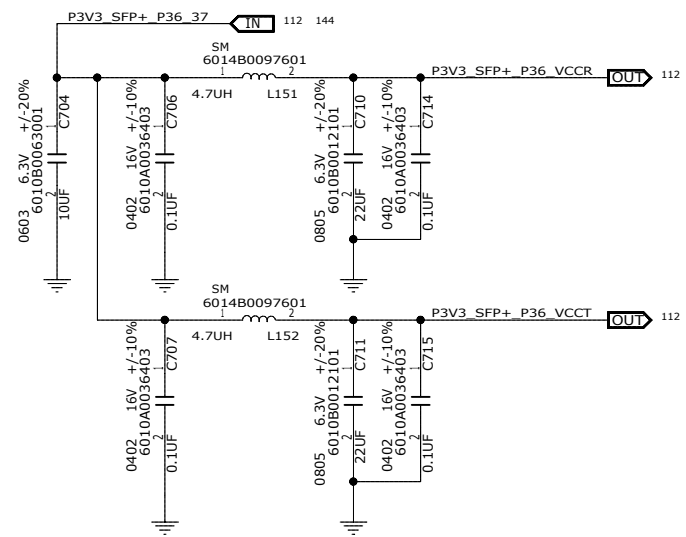 P3V3_SFP+_P36_37
IN
112 144
SM
6014B0097601
1 2
4.7UH L151
P3V3_SFP+_P36_VCCR
OUT
112
0603 6.3V +/-20%
6010B0063001
10UF 2 1 C704
0402 16V +/-10%
6010A0036403
0.1UF 2 1 C706
0805 6.3V +/-20%
6010B0012101
22UF 2 1 C710
0402 16V +/-10%
6010A0036403
0.1UF 2 1 C714
SM
6014B0097601
1 2
4.7UH L152
P3V3_SFP+_P36_VCCT
OUT
112
0402 16V +/-10%
6010A0036403
0.1UF 2 1 C707
0805 6.3V +/-20%
6010B0012101
22UF 2 1 C711
0402 16V +/-10%
6010A0036403
0.1UF 2 1 C715